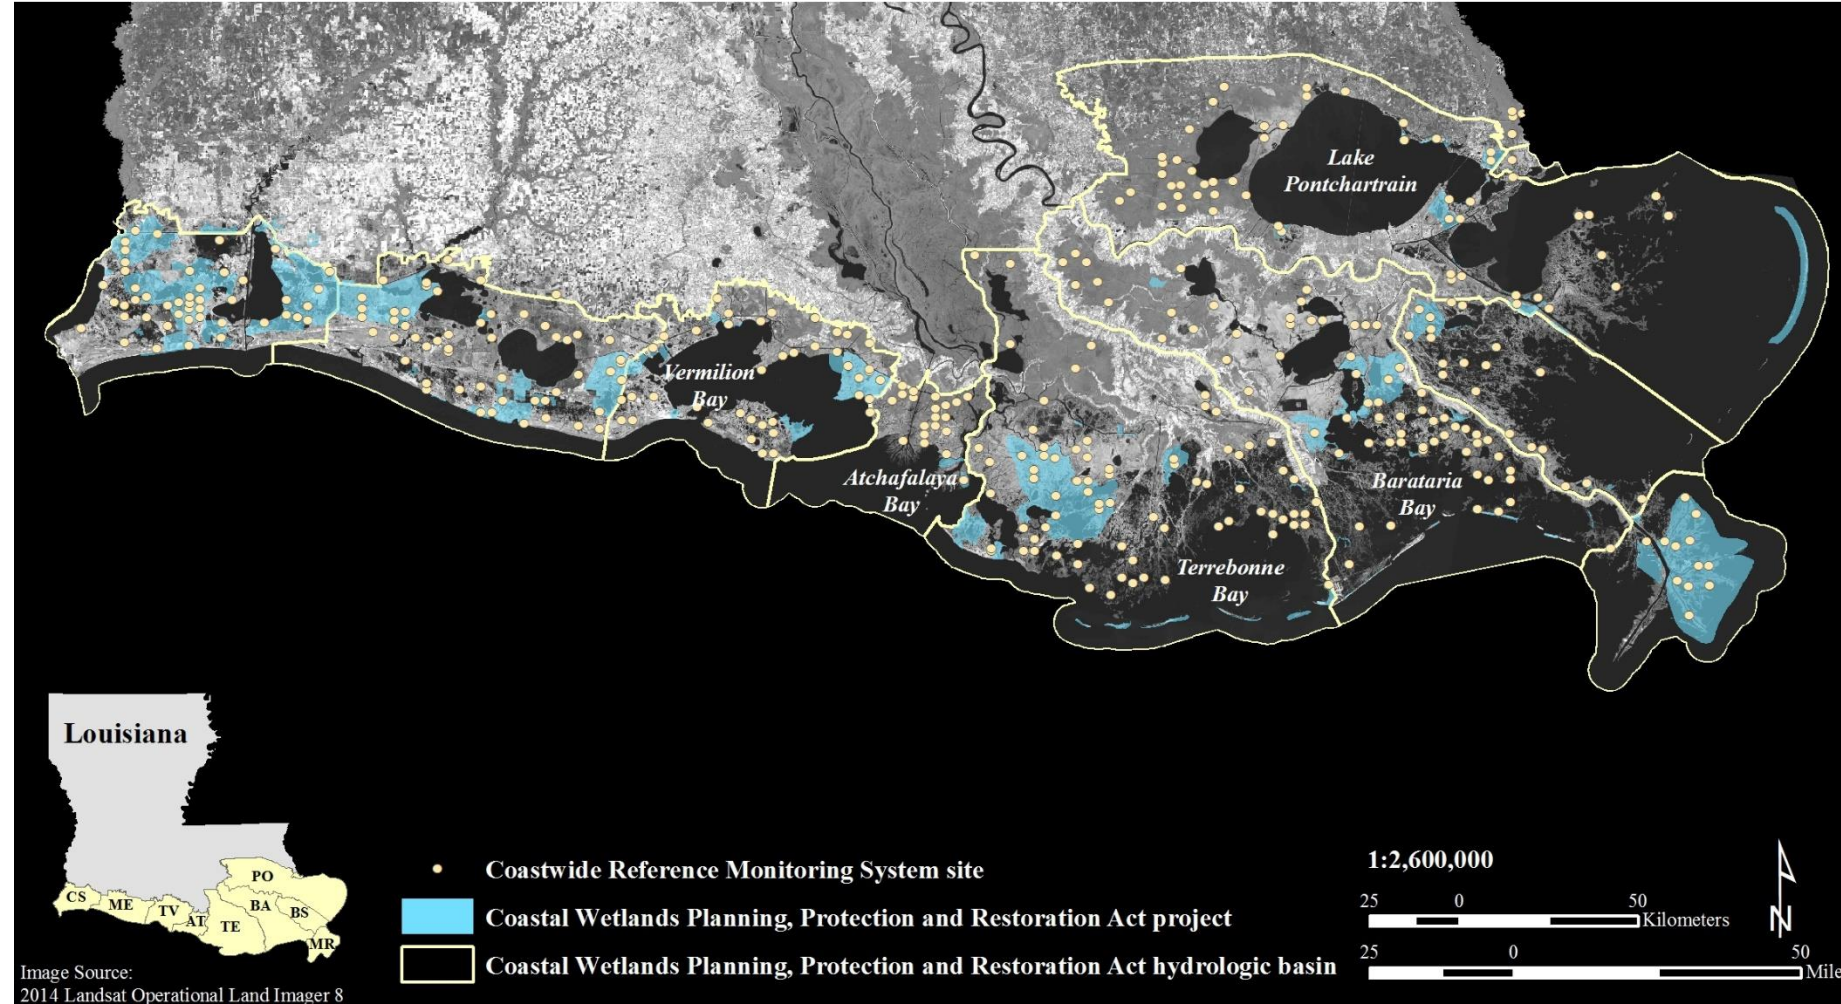 Lake
Pontchartrain
Vermilion
Bay
Atchafalaya
Bay
Barataria
Bay
Terrebonne
Bay
Louisiana
PO
CS
ME
TV
AT
TE
BA
BS
MR
Image Source:
2014 Landsat Operational Land Imager 8
Coastwide Reference Monitoring System site
Coastal Wetlands Planning, Protection and Restoration Act project
Coastal Wetlands Planning, Protection and Restoration Act hydrologic basin
1:2,600,000
25 0 50
Kilometers
25 0 50
Mile
N